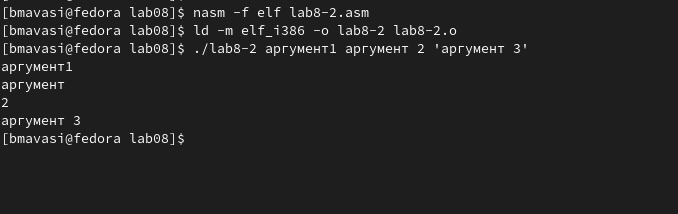 [bmavasi@fedora lab08]$ nasm -f elf lab8-2.asm
[bmavasi@fedora lab08]$ ld -m elf_i386 -o lab8-2 lab8-2.o
[bmavasi@fedora lab08]$ ./lab8-2 аргумент1 аргумент 2 'аргумент 3'
аргумент1
аргумент
2
аргумент 3
[bmavasi@fedora lab08]$